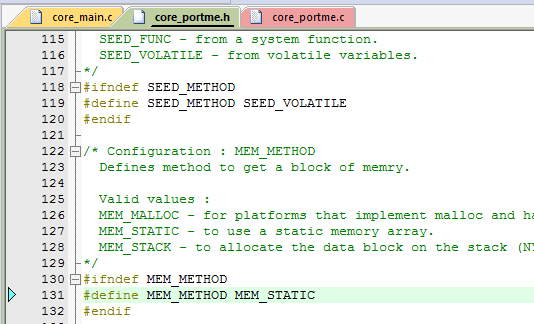 core_main.c core_portme.h core_portme.c
115 SEED_FUNC - from a system function.
116 SEED_VOLATILE - from volatile variables.
117 */
118 #ifndef SEED_METHOD
119 #define SEED_METHOD SEED_VOLATILE
120 #endif
121
122 /* Configuration : MEM_METHOD
123 Defines method to get a block of memry.
124
125 Valid values :
126 MEM_MALLOC - for platforms that implement malloc and
127 MEM_STATIC - to use a static memory array.
128 MEM_STACK - to allocate the data block on the stack
129 */
130 #ifndef MEM_METHOD
131 #define MEM_METHOD MEM_STATIC
132 #endif